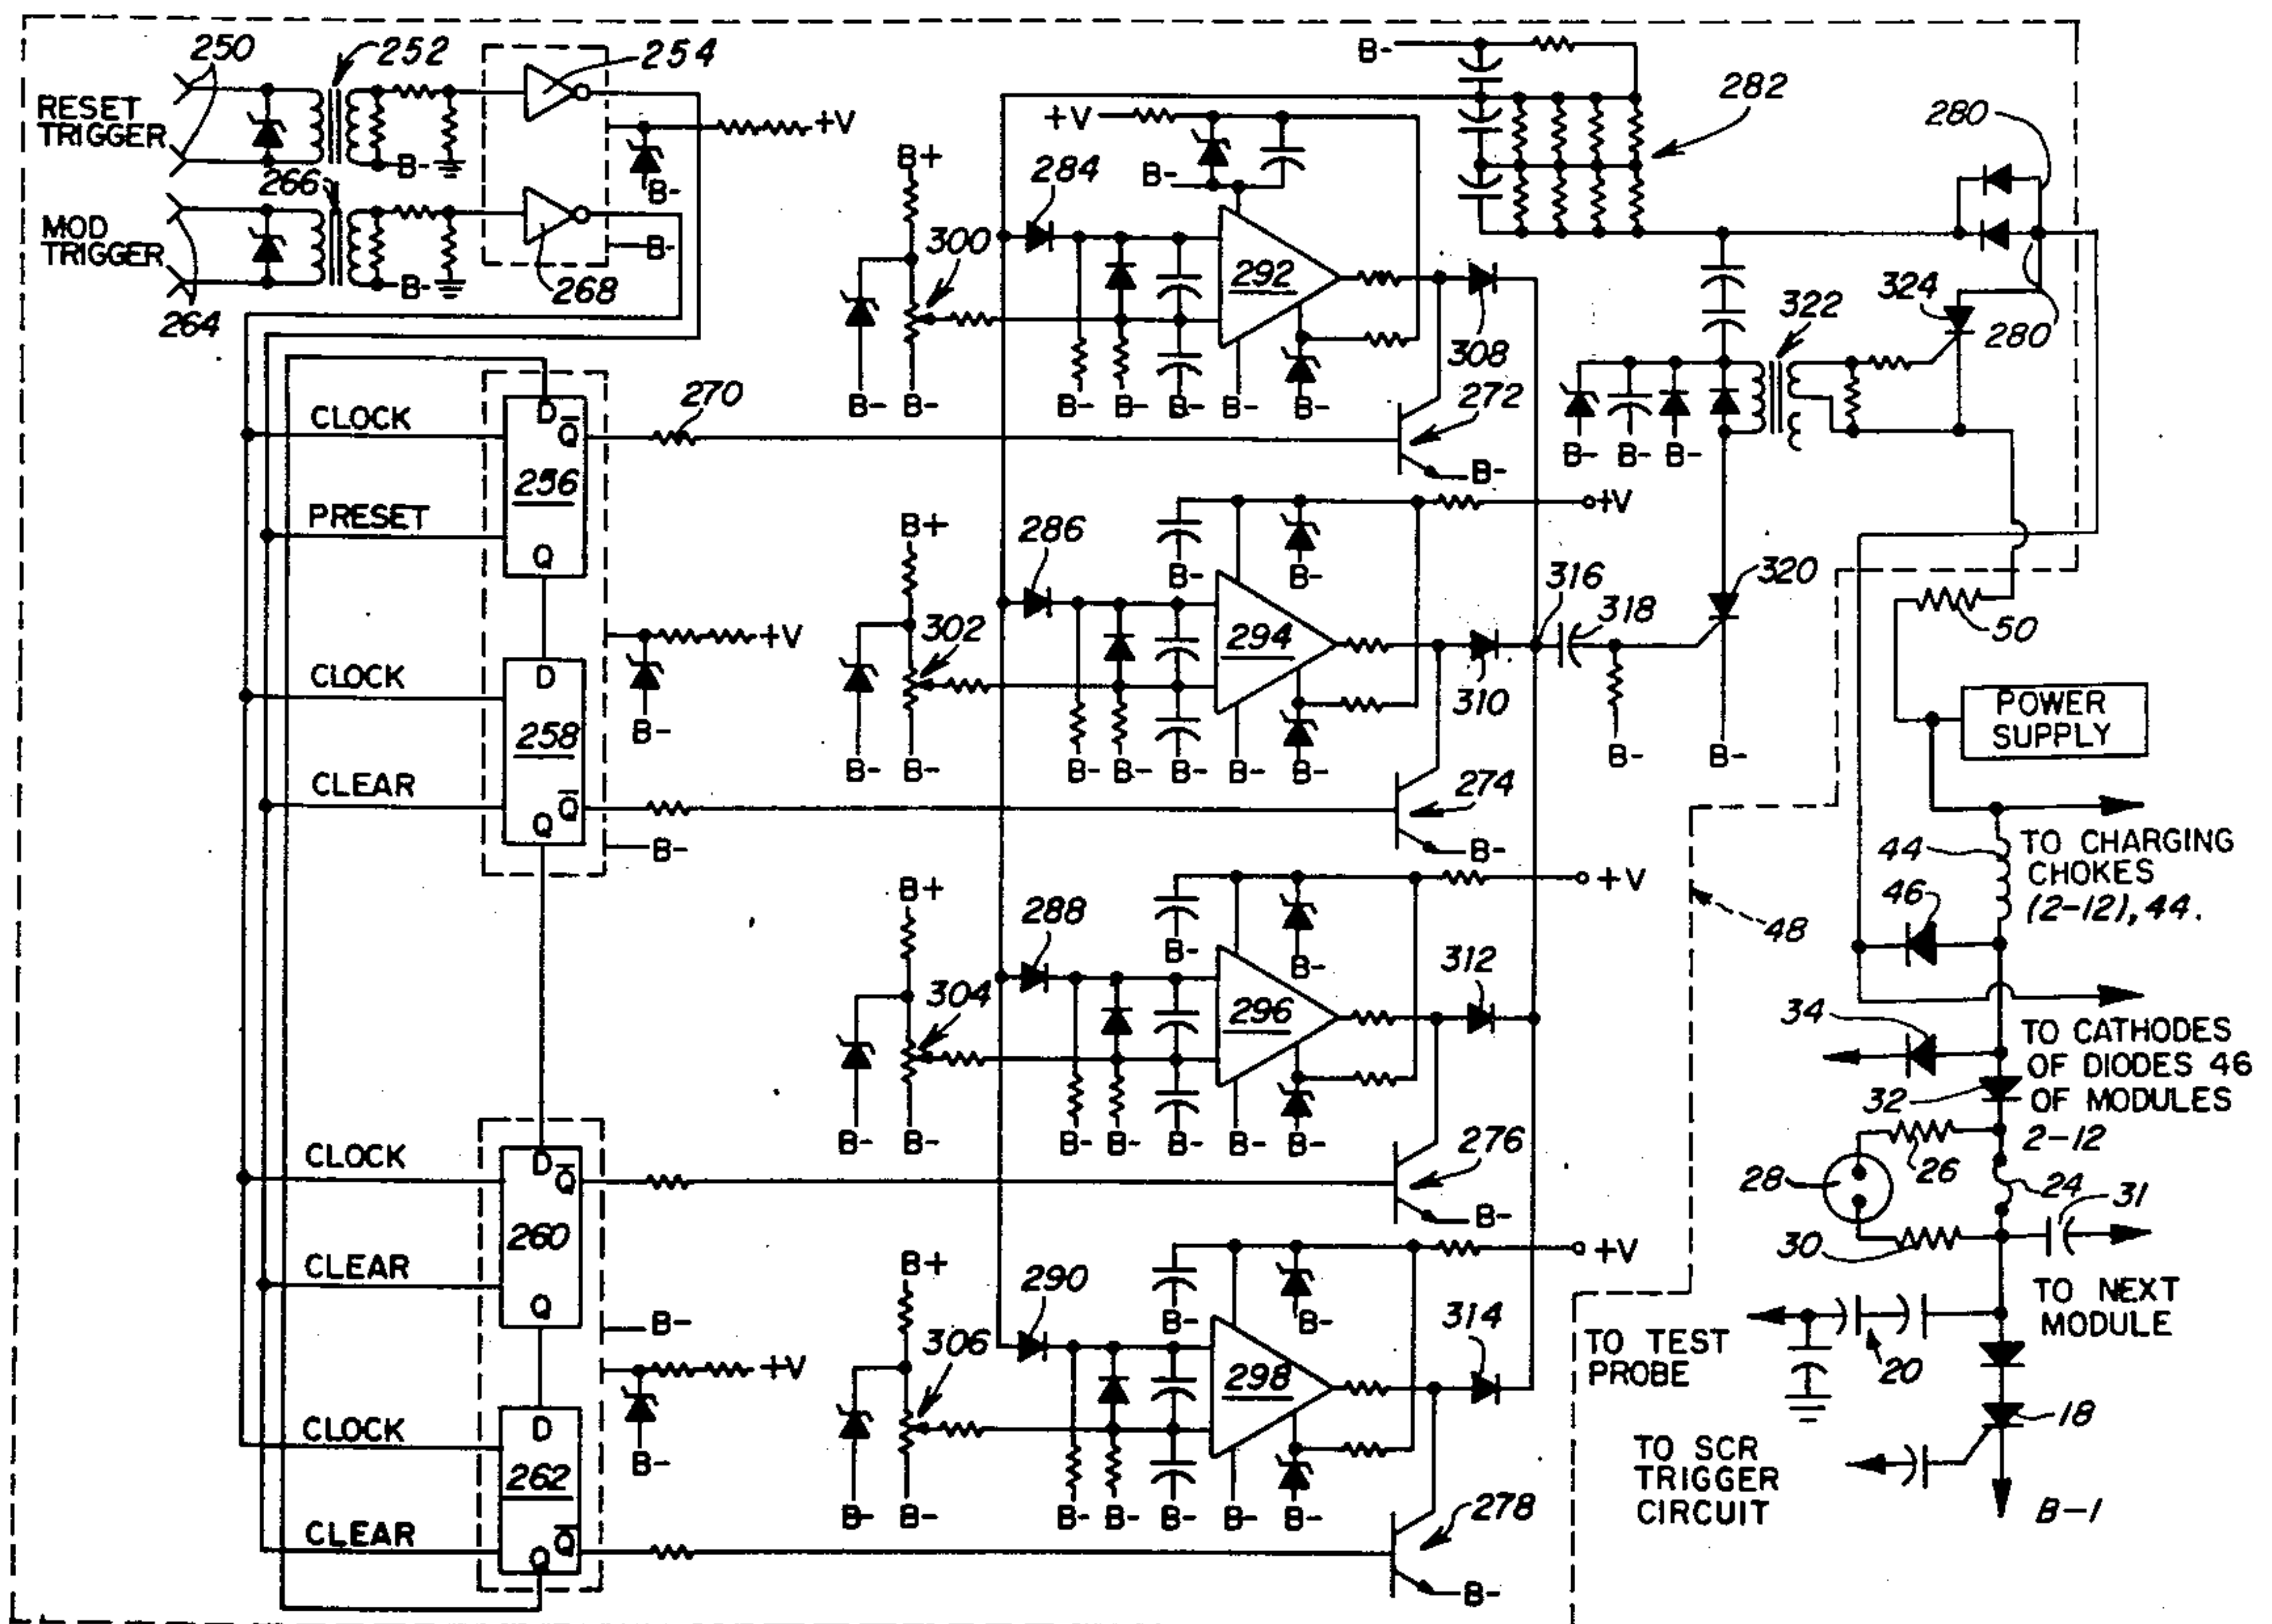 250
252
254
RESET
TRIGGER
B-
+V
B-
266
MOD
TRIGGER
B-
B-
268
264
B-
282
280
+V
B+
284
B-
300
292
322
324
280
308
B- B-
B- B- B- B- B-
CLOCK
D
Q̅
270
272
B-
B- B- B-
256
PRESET
Q
B+
286
+V
B-
B-
320
302
294
316
318
50
CLOCK
D
+V
310
POWER
SUPPLY
258
B-
B- B-
B- B- B- B- B-
B-
B-
CLEAR
Q
Q̅
274
B-
B-
TO CHARGING
CHOKES
(2-12), 44.
44
46
B+
288
B-
B-
+V
48
304
296
312
34
TO CATHODES
OF DIODES 46
OF MODULES
2-12
32
B- B-
B- B- B- B- B-
CLOCK
D
Q̅
276
B-
28
26
24
31
260
30
CLEAR
Q
B-
B+
290
B-
B-
+V
TO NEXT
MODULE
306
298
314
TO TEST
PROBE
20
+V
CLOCK
D
18
262
B-
B- B-
B- B- B- B- B-
TO SCR
TRIGGER
CIRCUIT
B-1
CLEAR
Q
Q̅
278
B-